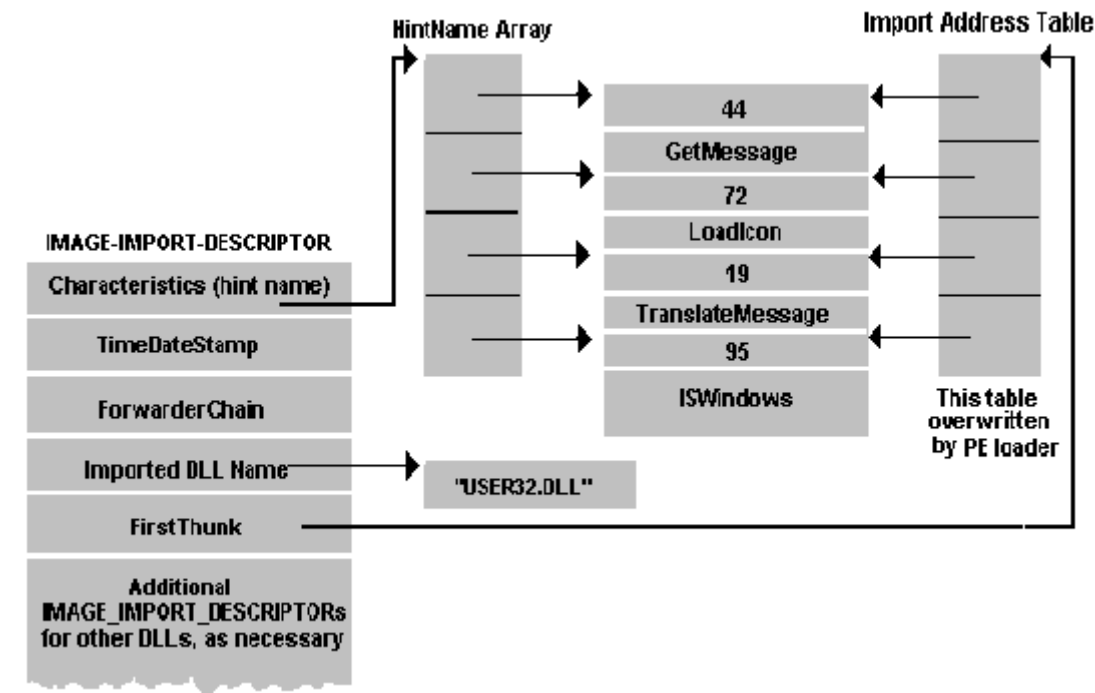 HintName Array
Import Address Table
44
GetMessage
72
LoadIcon
19
TranslateMessage
95
ISWindows
IMAGE-IMPORT-DESCRIPTOR
Characteristics (hint name)
TimeDateStamp
ForwarderChain
Imported DLL Name
FirstThunk
Additional
IMAGE_IMPORT_DESCRIPTORs
for other DLLs, as necessary
"USER32.DLL"
This table
overwritten
by PE loader